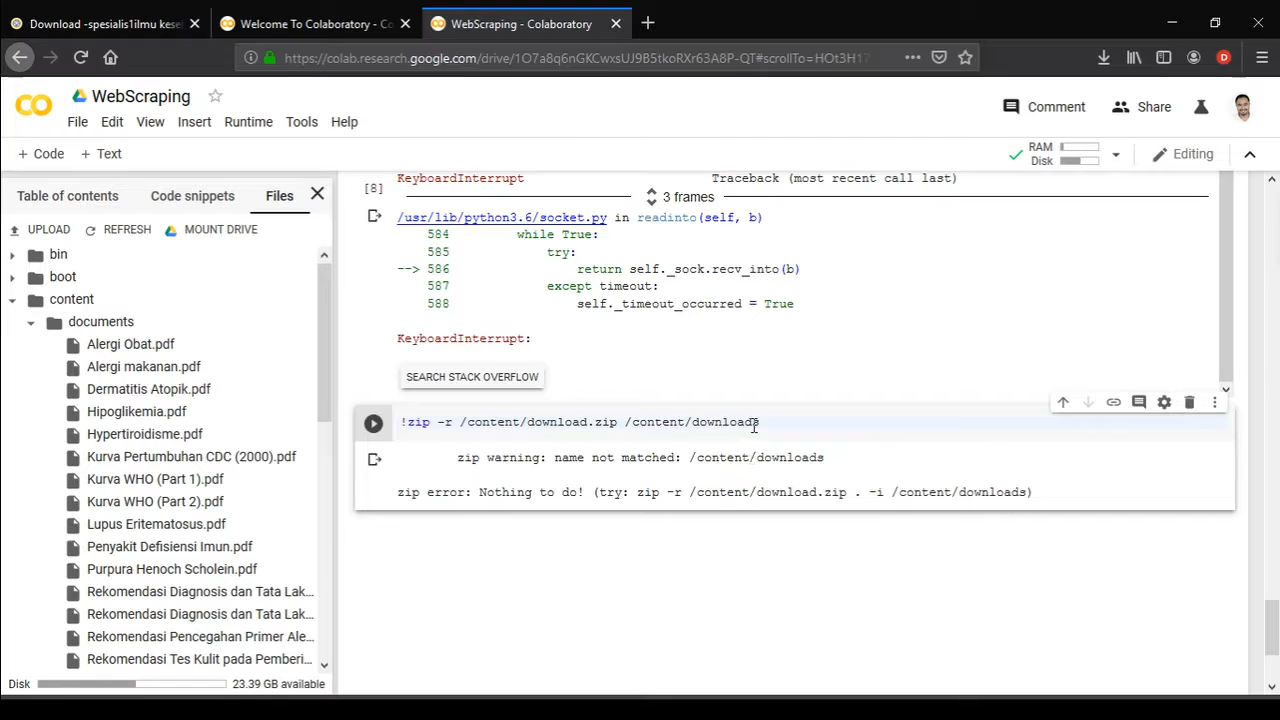 Download -spesialis1ilmu kese
Welcome To Colaboratory - Co
WebScraping - Colaboratory
https://colab.research.google.com/drive/1O7a8q6nGKCwxsUJ9B5tkoRXr63A8P-QT#scrollTo=HOt3H17
D
CO
WebScraping
File Edit View Insert Runtime Tools Help
Comment
Share
+ Code + Text
RAM
Disk
Editing
Table of contents
Code snippets
Files
UPLOAD
REFRESH
MOUNT DRIVE
bin
boot
content
documents
Alergi Obat.pdf
Alergi makanan.pdf
Dermatitis Atopik.pdf
Hipoglikemia.pdf
Hypertiroidisme.pdf
Kurva Pertumbuhan CDC (2000).pdf
Kurva WHO (Part 1).pdf
Kurva WHO (Part 2).pdf
Lupus Eritematosus.pdf
Penyakit Defisiensi Imun.pdf
Purpura Henoch Scholein.pdf
Rekomendasi Diagnosis dan Tata Lak...
Rekomendasi Diagnosis dan Tata Lak...
Rekomendasi Pencegahan Primer Ale...
Rekomendasi Tes Kulit pada Pemberi...
Disk 23.39 GB available
[8]
KeyboardInterrupt Traceback (most recent call last)
3 frames
/usr/lib/python3.6/socket.py in readinto(self, b)
584 while True:
585 try:
--> 586 return self._sock.recv_into(b)
587 except timeout:
588 self._timeout_occurred = True
KeyboardInterrupt:
SEARCH STACK OVERFLOW
!zip -r /content/download.zip /content/downloads
zip warning: name not matched: /content/downloads
zip error: Nothing to do! (try: zip -r /content/download.zip . -i /content/downloads)